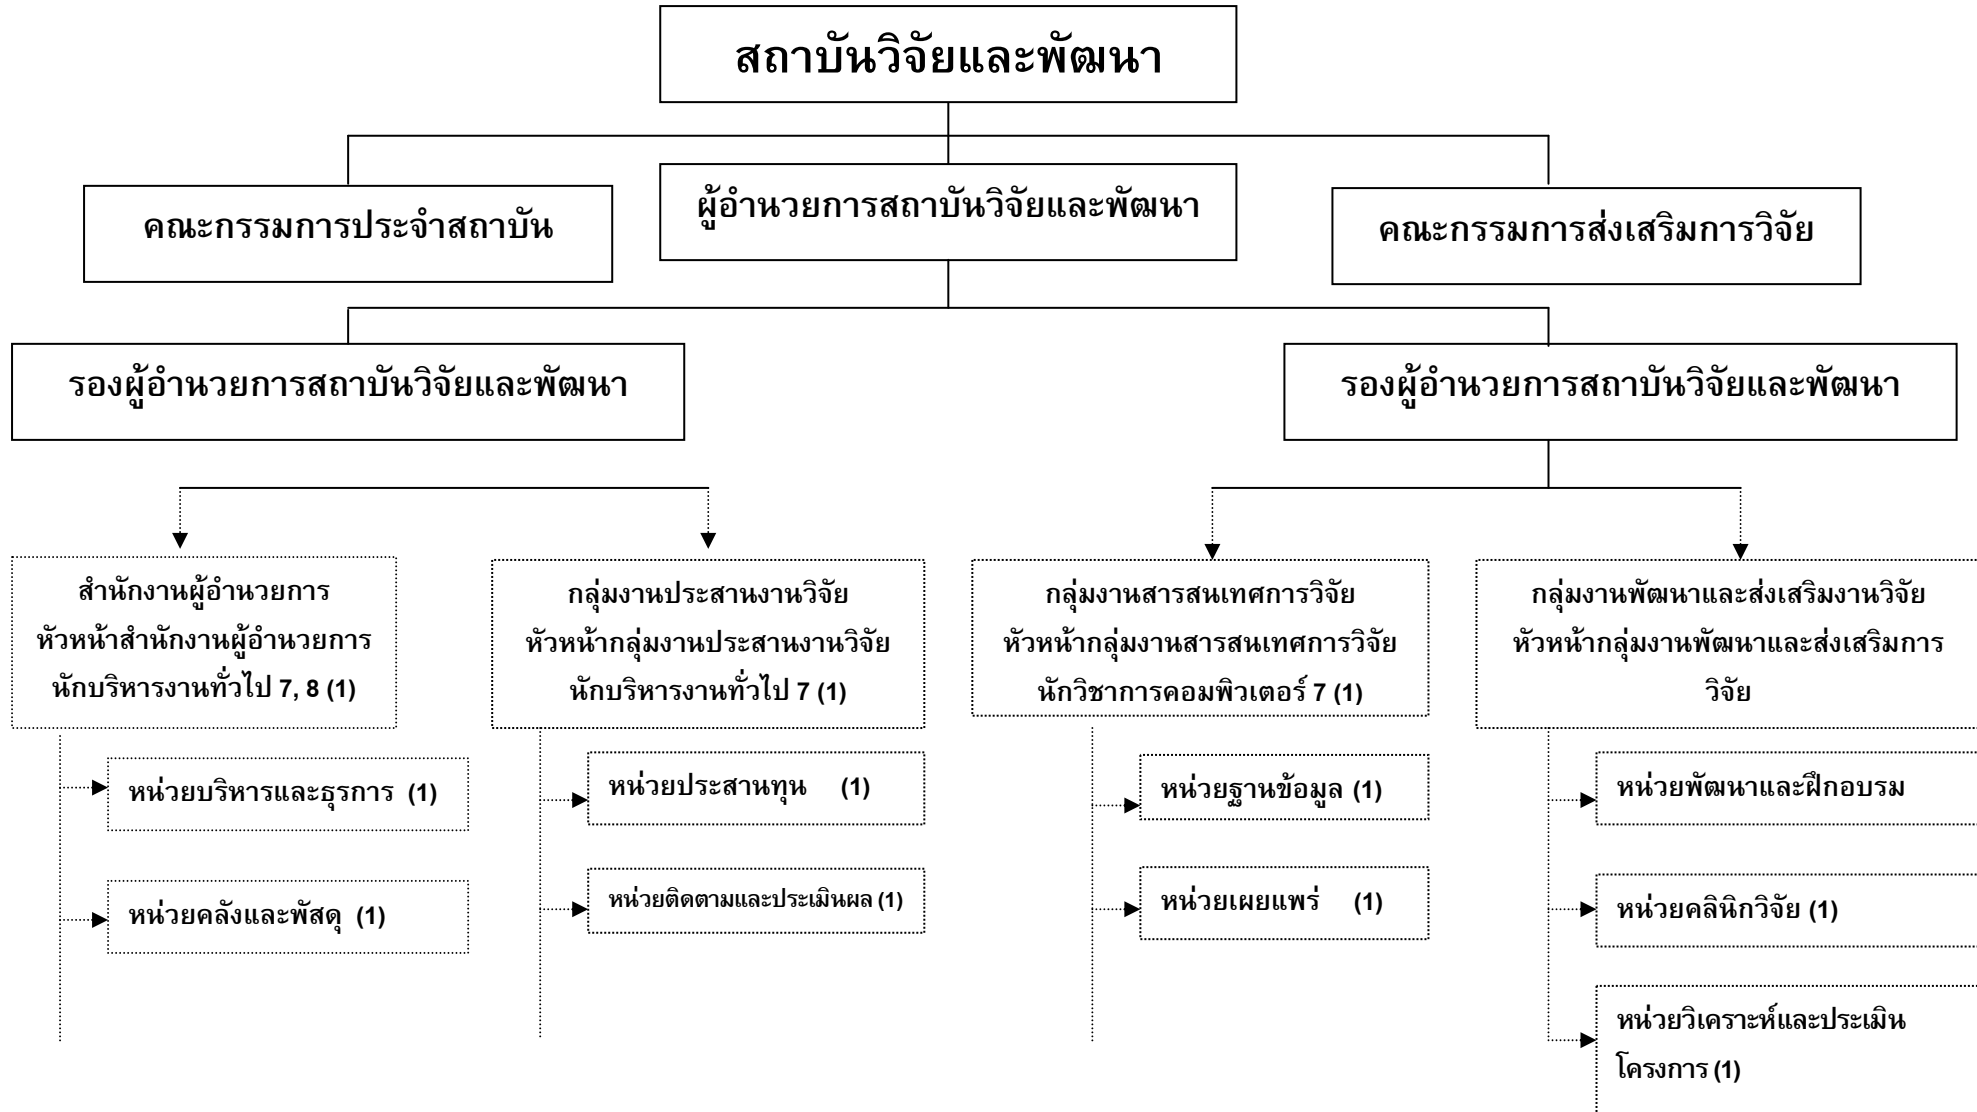 สถาบันวิจัยและพัฒนา
คณะกรรมการประจำสถาบัน
ผู้อำนวยการสถาบันวิจัยและพัฒนา
คณะกรรมการส่งเสริมการวิจัย
รองผู้อำนวยการสถาบันวิจัยและพัฒนา
รองผู้อำนวยการสถาบันวิจัยและพัฒนา
สำนักงานผู้อำนวยการ
หัวหน้าสำนักงานผู้อำนวยการ
นักบริหารงานทั่วไป 7, 8 (1)
หน่วยบริหารและธุรการ (1)
หน่วยคลังและพัสดุ (1)
กลุ่มงานประสานงานวิจัย
หัวหน้ากลุ่มงานประสานงานวิจัย
นักบริหารงานทั่วไป 7 (1)
หน่วยประสานทุน (1)
หน่วยติดตามและประเมินผล (1)
กลุ่มงานสารสนเทศการวิจัย
หัวหน้ากลุ่มงานสารสนเทศการวิจัย
นักวิชาการคอมพิวเตอร์ 7 (1)
หน่วยฐานข้อมูล (1)
หน่วยเผยแพร่ (1)
กลุ่มงานพัฒนาและส่งเสริมงานวิจัย
หัวหน้ากลุ่มงานพัฒนาและส่งเสริมการ
วิจัย
หน่วยพัฒนาและฝึกอบรม
หน่วยคลินิกวิจัย (1)
หน่วยวิเคราะห์และประเมิน
โครงการ (1)